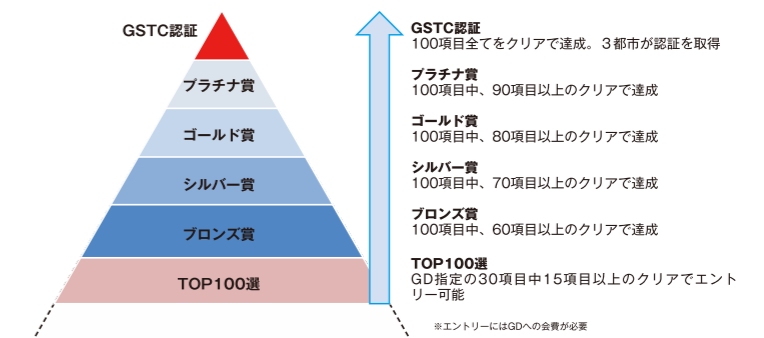 GSTC認証
プラチナ賞
ゴールド賞
シルバー賞
ブロンズ賞
TOP100選
GSTC認証
100項目全てをクリアで達成。３都市が認証を取得
プラチナ賞
100項目中、90項目以上のクリアで達成
ゴールド賞
100項目中、80項目以上のクリアで達成
シルバー賞
100項目中、70項目以上のクリアで達成
ブロンズ賞
100項目中、60項目以上のクリアで達成
TOP100選
GD指定の30項目中15項目以上のクリアでエント
リー可能
※エントリーにはGDへの会費が必要